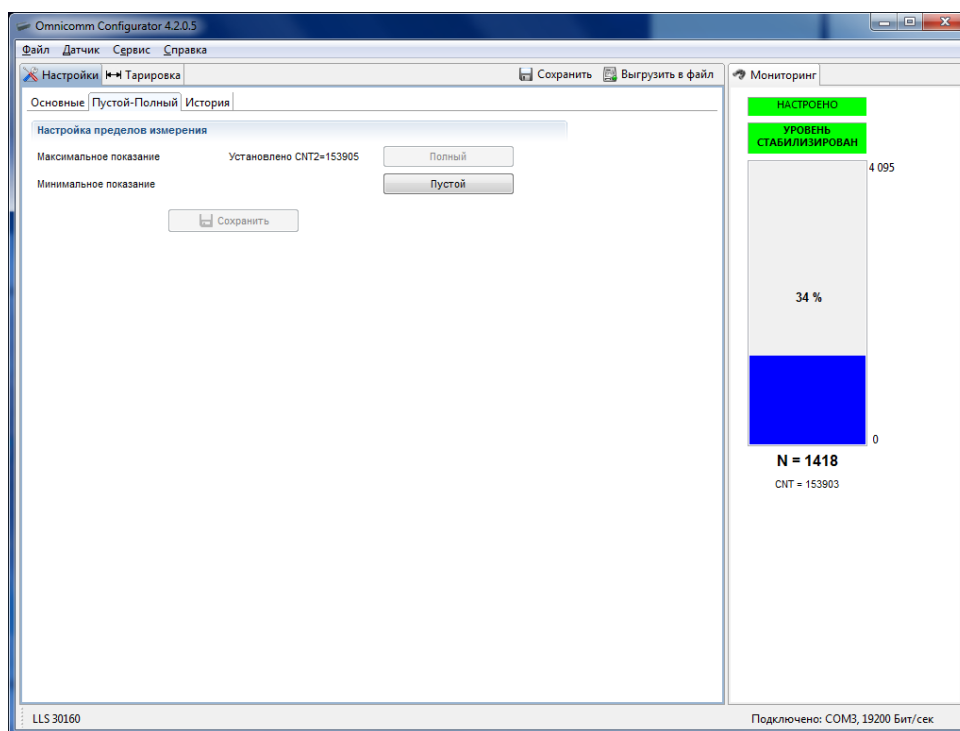 Omnicomm Configurator 4.2.0.5
Файл Датчик Сервис Справка
Настройки Тарировка Сохранить Выгрузить в файл Мониторинг
Основные Пустой-Полный История
НАСТРОЕНО
Настройка пределов измерения
УРОВЕНЬ
СТАБИЛИЗИРОВАН
Максимальное показание Установлено CNT2=153905 Полный
4 095
Минимальное показание Пустой
Сохранить
34 %
0
N = 1418
CNT = 153903
LLS 30160 Подключено: COM3, 19200 Бит/сек